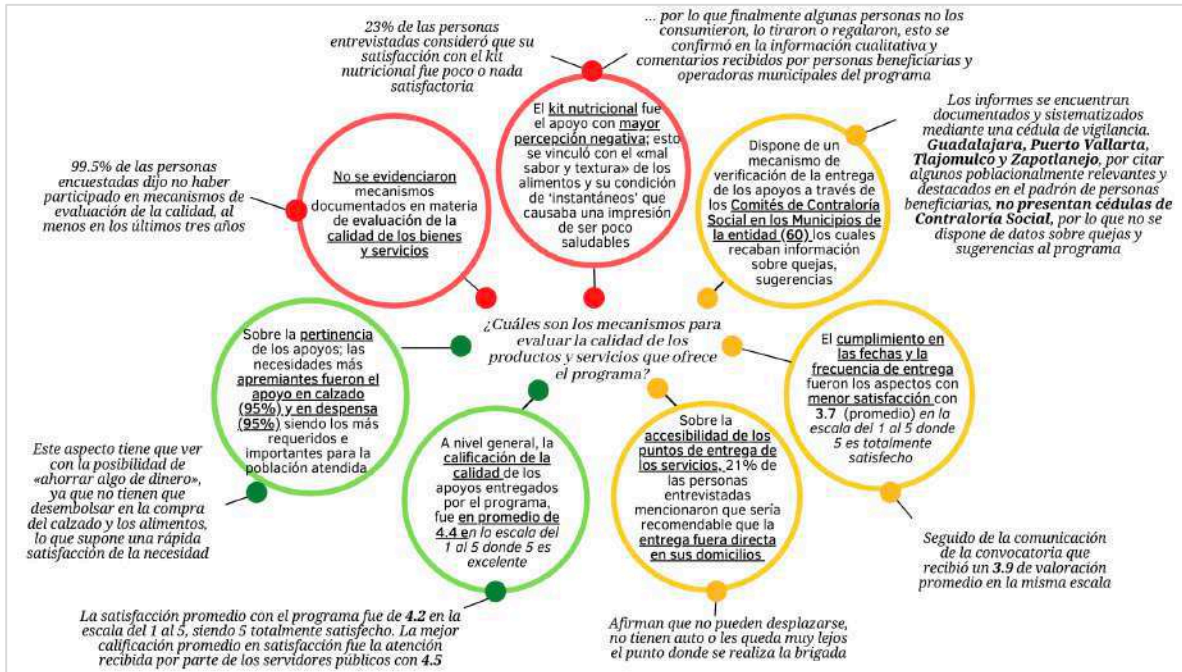 23% de las personas
entrevistadas consideró que su
satisfacción con el kit
nutricional fue poco o nada
satisfactoria
... por lo que finalmente algunas personas no los
consumieron, lo tiraron o regalaron, esto se
confirmó en la información cualitativa y
comentarios recibidos por personas beneficiarias y
operadoras municipales del programa
99.5% de las personas
encuestadas dijo no haber
participado en mecanismos de
evaluación de la calidad, al
menos en los últimos tres años
No se evidenciaron
mecanismos
documentados en materia
de evaluación de la
calidad de los bienes
y servicios
El kit nutricional fue
el apoyo con mayor
percepción negativa; esto
se vinculó con el «mal
sabor y textura» de los
alimentos y su condición
de 'instantáneos' que
causaba una impresión
de ser poco
saludables
Dispone de un
mecanismo de
verificación de la entrega
de los apoyos a través de
los Comités de Contraloría
Social en los Municipios de
la entidad (60) los cuales
recaban información
sobre quejas,
sugerencias
Los informes se encuentran
documentados y sistematizados
mediante una cédula de vigilancia.
Guadalajara, Puerto Vallarta,
Tlajomulco y Zapotlanejo, por citar
algunos poblacionalmente relevantes y
destacados en el padrón de personas
beneficiarias, no presentan cédulas de
Contraloría Social, por lo que no se
dispone de datos sobre quejas y
sugerencias al programa
¿Cuáles son los mecanismos para
evaluar la calidad de los
productos y servicios que ofrece
el programa?
Sobre la pertinencia
de los apoyos; las
necesidades más
apremiantes fueron el
apoyo en calzado
(95%) y en despensa
(95%) siendo los más
requeridos e
importantes para la
población atendida
Este aspecto tiene que ver
con la posibilidad de
«ahorrar algo de dinero»,
ya que no tienen que
desembolsar en la compra
del calzado y los alimentos,
lo que supone una rápida
satisfacción de la necesidad
A nivel general, la
calificación de la
calidad de los
apoyos entregados
por el programa,
fue en promedio de
4.4 en la escala del
1 al 5 donde 5 es
excelente
La satisfacción promedio con el programa fue de 4.2 en la
escala del 1 al 5, siendo 5 totalmente satisfecho. La mejor
calificación promedio en satisfacción fue la atención
recibida por parte de los servidores públicos con 4.5
Sobre la
accesibilidad de los
puntos de entrega de
los servicios, 21% de
las personas
entrevistadas
mencionaron que sería
recomendable que la
entrega fuera directa
en sus domicilios
Afirman que no pueden desplazarse,
no tienen auto o les queda muy lejos
el punto donde se realiza la brigada
El cumplimiento en
las fechas y la
frecuencia de entrega
fueron los aspectos con
menor satisfacción con
3.7 (promedio) en la
escala del 1 al 5 donde
5 es totalmente
satisfecho
Seguido de la comunicación
de la convocatoria que
recibió un 3.9 de valoración
promedio en la misma escala